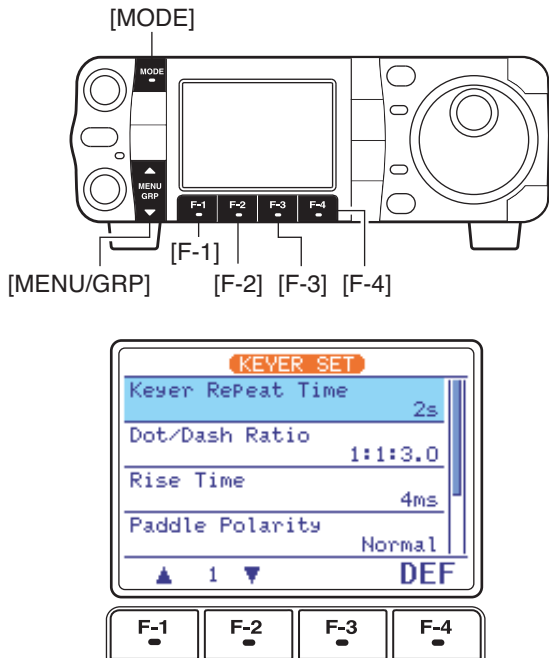 [MODE]
MODE
MENU
GRP
F-1 F-2 F-3 F-4
[F-1]
[MENU/GRP] [F-2] [F-3] [F-4]
KEYER SET
Keyer Repeat Time
2s
Dot/Dash Ratio
1:1:3.0
Rise Time
4ms
Paddle Polarity
Normal
▲ 1 ▼ DEF
F-1 F-2 F-3 F-4